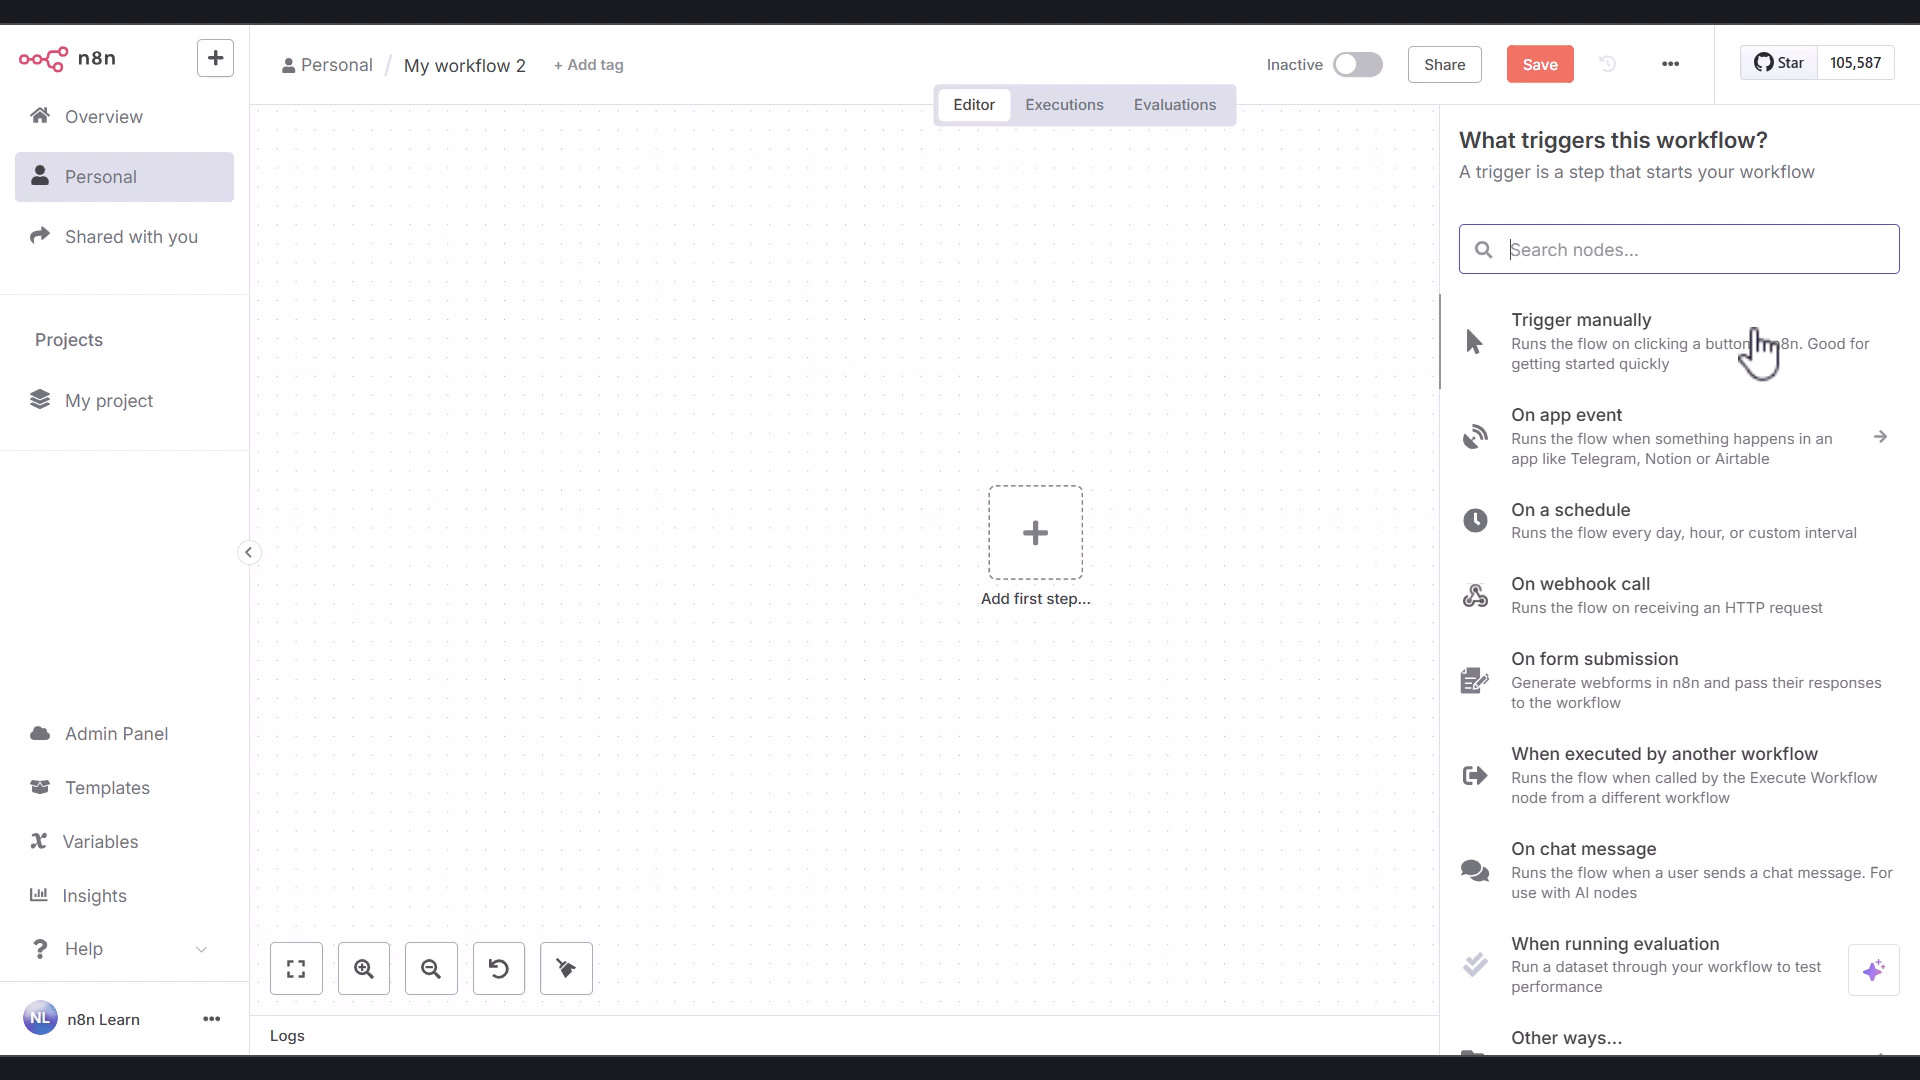 n8n
Overview
Personal
Shared with you
Projects
My project
Admin Panel
Templates
Variables
Insights
Help
NL
n8n Learn
Personal / My workflow 2 + Add tag
Inactive
Share
Save
Star 105,587
Editor Executions Evaluations
Add first step...
Logs
What triggers this workflow?
A trigger is a step that starts your workflow
Search nodes...
Trigger manually
Runs the flow on clicking a button 8n. Good for
getting started quickly
On app event
Runs the flow when something happens in an
app like Telegram, Notion or Airtable
On a schedule
Runs the flow every day, hour, or custom interval
On webhook call
Runs the flow on receiving an HTTP request
On form submission
Generate webforms in n8n and pass their responses
to the workflow
When executed by another workflow
Runs the flow when called by the Execute Workflow
node from a different workflow
On chat message
Runs the flow when a user sends a chat message. For
use with AI nodes
When running evaluation
Run a dataset through your workflow to test
performance
Other ways...